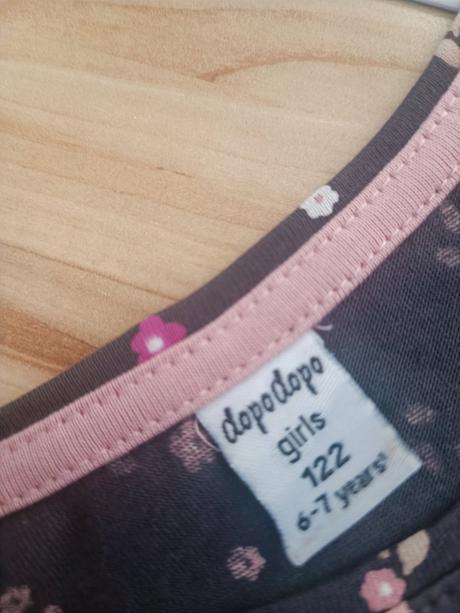 dopodopo
girls
122
6-7 years